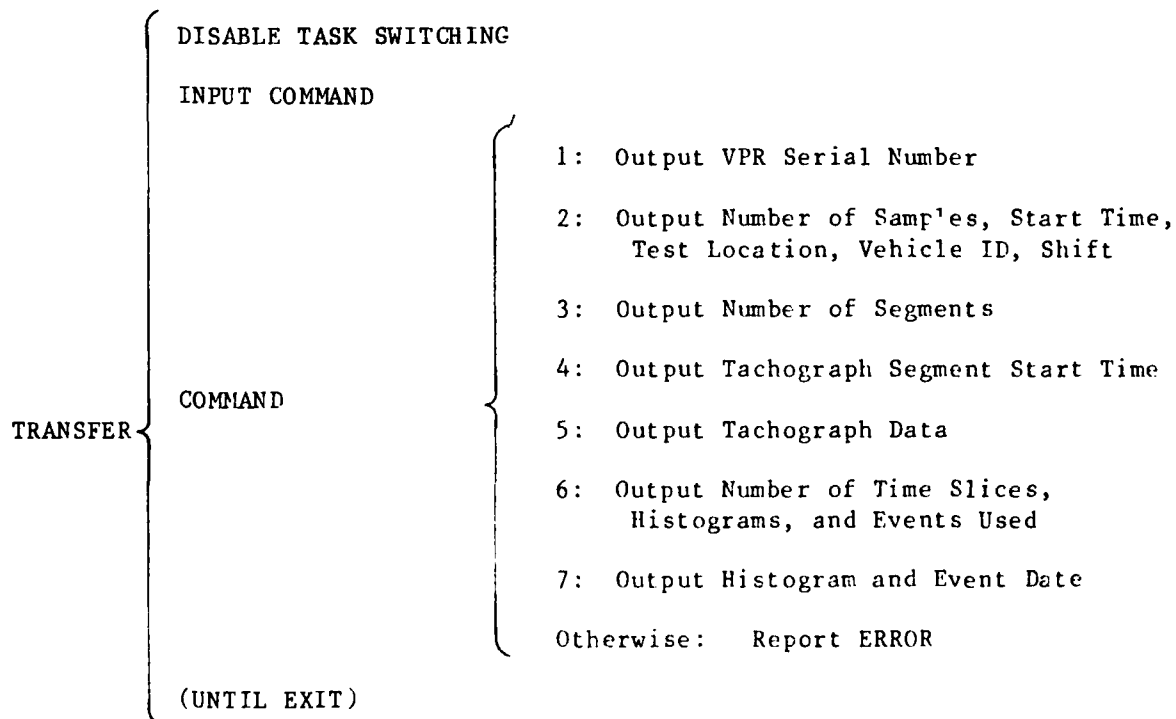 DISABLE TASK SWITCHING
INPUT COMMAND
1: Output VPR Serial Number
2: Output Number of Samples, Start Time,
Test Location, Vehicle ID, Shift
3: Output Number of Segments
4: Output Tachograph Segment Start Time
COMMAND
TRANSFER
5: Output Tachograph Data
6: Output Number of Time Slices,
Histograms, and Events Used
7: Output Histogram and Event Date
Otherwise: Report ERROR
(UNTIL EXIT)